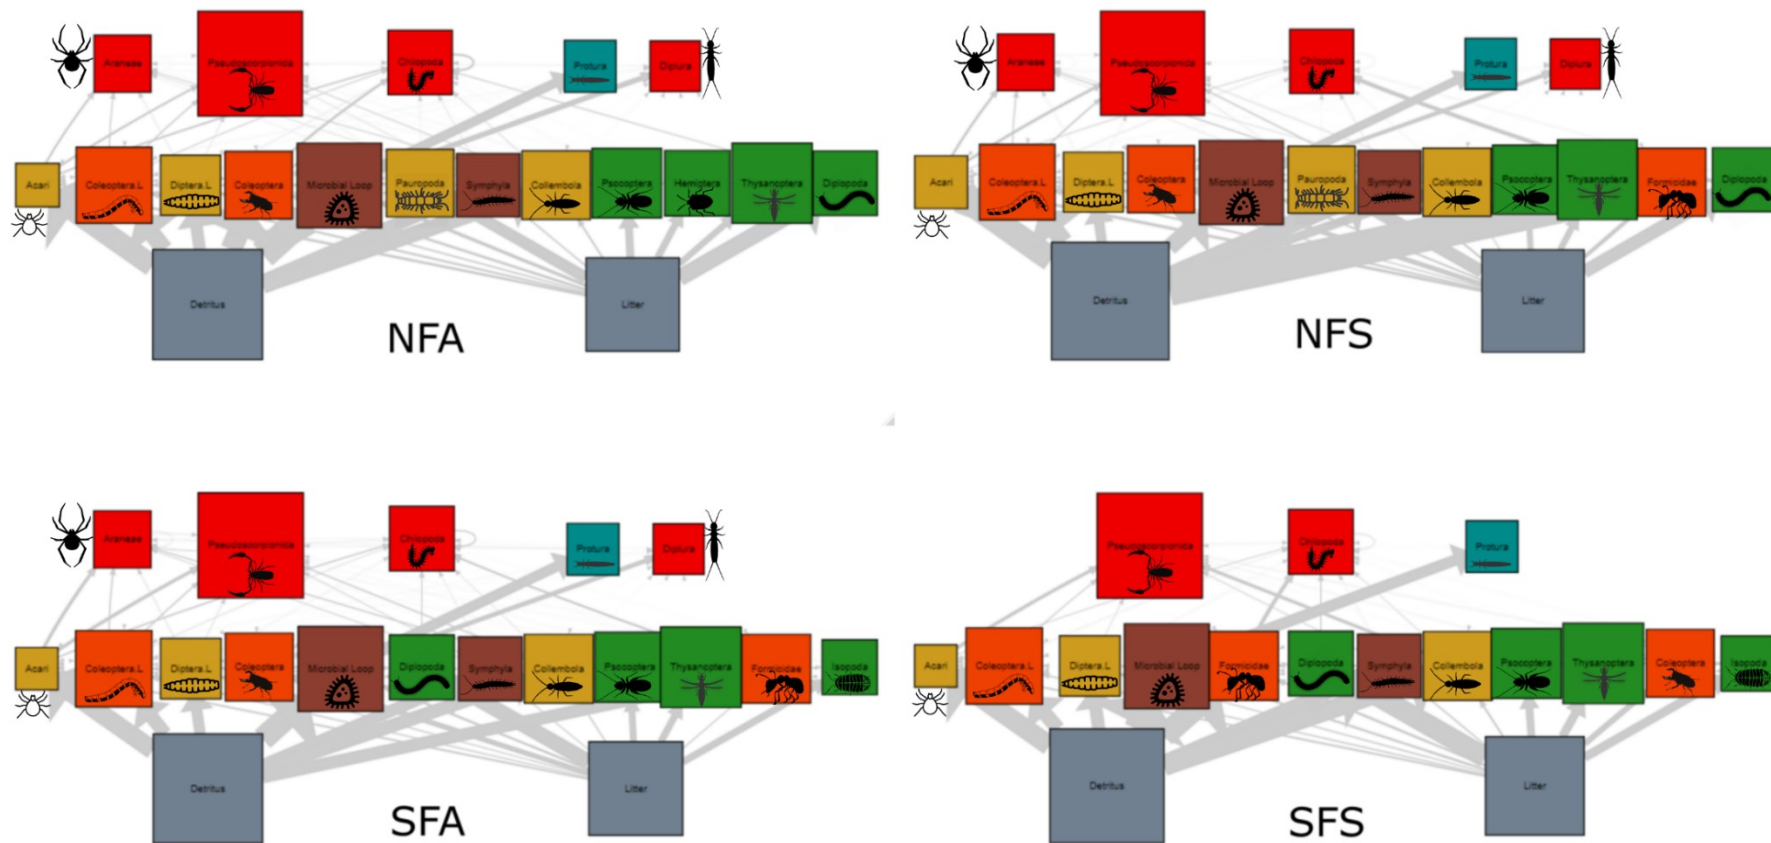 Araneae
Pseudoscorpionida
Chilopoda
Protura
Diplura
Acari
Coleoptera.L
Diptera.L
Coleoptera
Microbial Loop
Pauropoda
Symphyla
Collembola
Psocoptera
Hemiptera
Thysanoptera
Diplopoda
Detritus
Litter
NFA
Araneae
Pseudoscorpionida
Chilopoda
Protura
Diplura
Acari
Coleoptera.L
Diptera.L
Coleoptera
Microbial Loop
Pauropoda
Symphyla
Collembola
Psocoptera
Thysanoptera
Formicidae
Diplopoda
Detritus
Litter
NFS
Araneae
Pseudoscorpionida
Chilopoda
Protura
Diplura
Acari
Coleoptera.L
Diptera.L
Coleoptera
Microbial Loop
Diplopoda
Symphyla
Collembola
Psocoptera
Thysanoptera
Formicidae
Isopoda
Detritus
Litter
SFA
Pseudoscorpionida
Chilopoda
Protura
Acari
Coleoptera.L
Diptera.L
Microbial Loop
Formicidae
Diplopoda
Symphyla
Collembola
Psocoptera
Thysanoptera
Coleoptera
Isopoda
Detritus
Litter
SFS